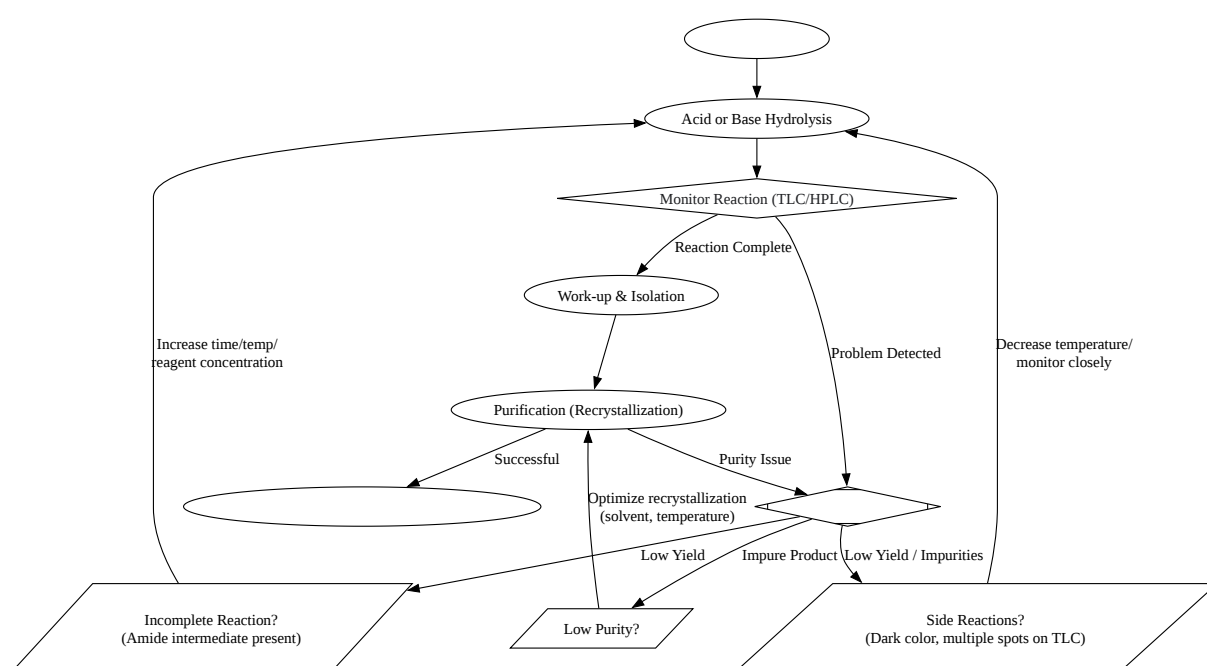 Acid or Base Hydrolysis
Monitor Reaction (TLC/HPLC)
Reaction Complete
Work-up & Isolation
Increase time/temp/
reagent concentration
Problem Detected
Decrease temperature/
monitor closely
Purification (Recrystallization)
Successful
Purity Issue
Optimize recrystallization
(solvent, temperature)
Low Yield
Impure Product
Low Yield / Impurities
Incomplete Reaction?
(Amide intermediate present)
Low Purity?
Side Reactions?
(Dark color, multiple spots on TLC)